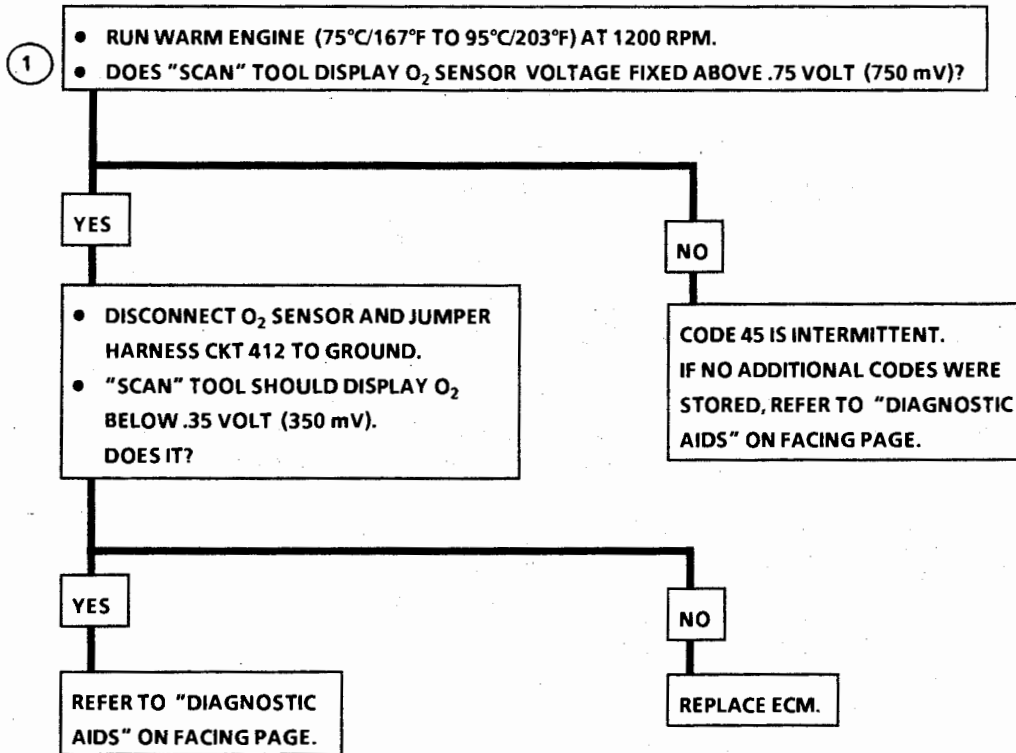 1
• RUN WARM ENGINE (75°C/167°F TO 95°C/203°F) AT 1200 RPM.
• DOES "SCAN" TOOL DISPLAY O₂ SENSOR VOLTAGE FIXED ABOVE .75 VOLT (750 mV)?
YES
NO
• DISCONNECT O₂ SENSOR AND JUMPER
HARNESS CKT 412 TO GROUND.
• "SCAN" TOOL SHOULD DISPLAY O₂
BELOW .35 VOLT (350 mV).
DOES IT?
CODE 45 IS INTERMITTENT.
IF NO ADDITIONAL CODES WERE
STORED, REFER TO "DIAGNOSTIC
AIDS" ON FACING PAGE.
YES
NO
REFER TO "DIAGNOSTIC
AIDS" ON FACING PAGE.
REPLACE ECM.